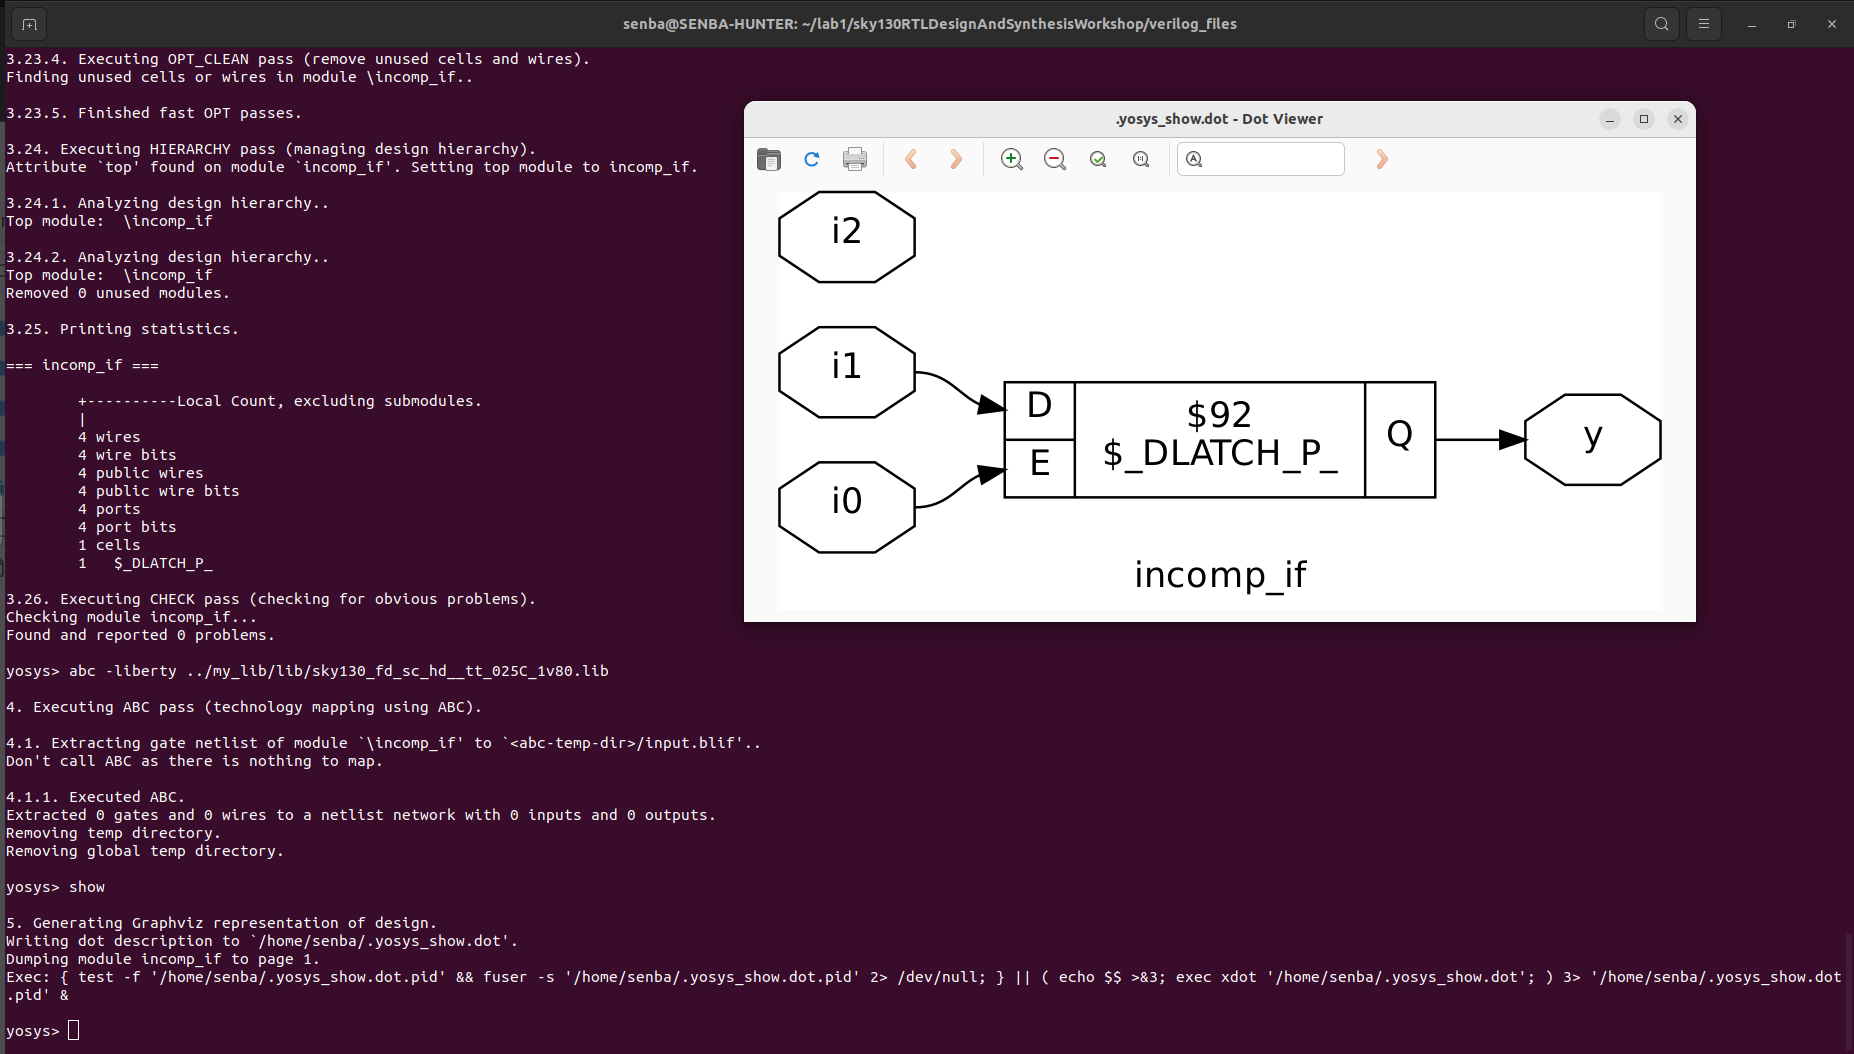 senba@SENBA-HUNTER: ~/lab1/sky130RTLDesignAndSynthesisWorkshop/verilog_files
3.23.4. Executing OPT_CLEAN pass (remove unused cells and wires).
Finding unused cells or wires in module \incomp_if..
3.23.5. Finished fast OPT passes.
3.24. Executing HIERARCHY pass (managing design hierarchy).
Attribute `top' found on module `incomp_if'. Setting top module to incomp_if.
3.24.1. Analyzing design hierarchy..
Top module:  \incomp_if
3.24.2. Analyzing design hierarchy..
Top module:  \incomp_if
Removed 0 unused modules.
3.25. Printing statistics.
=== incomp_if ===
+----------Local Count, excluding submodules.
|
4 wires
4 wire bits
4 public wires
4 public wire bits
4 ports
4 port bits
1 cells
1   $_DLATCH_P_
3.26. Executing CHECK pass (checking for obvious problems).
Checking module incomp_if...
Found and reported 0 problems.
yosys> abc -liberty ../my_lib/lib/sky130_fd_sc_hd__tt_025C_1v80.lib
4. Executing ABC pass (technology mapping using ABC).
4.1. Extracting gate netlist of module `\incomp_if' to `<abc-temp-dir>/input.blif'..
Don't call ABC as there is nothing to map.
4.1.1. Executed ABC.
Extracted 0 gates and 0 wires to a netlist network with 0 inputs and 0 outputs.
Removing temp directory.
Removing global temp directory.
yosys> show
5. Generating Graphviz representation of design.
Writing dot description to `/home/senba/.yosys_show.dot'.
Dumping module incomp_if to page 1.
Exec: { test -f '/home/senba/.yosys_show.dot.pid' && fuser -s '/home/senba/.yosys_show.dot.pid' 2> /dev/null; } || ( echo $$ >&3; exec xdot '/home/senba/.yosys_show.dot'; ) 3> '/home/senba/.yosys_show.dot
.pid' &
yosys>
.yosys_show.dot - Dot Viewer
i2
i1
i0
D
E
$92
$_DLATCH_P_
Q
y
incomp_if